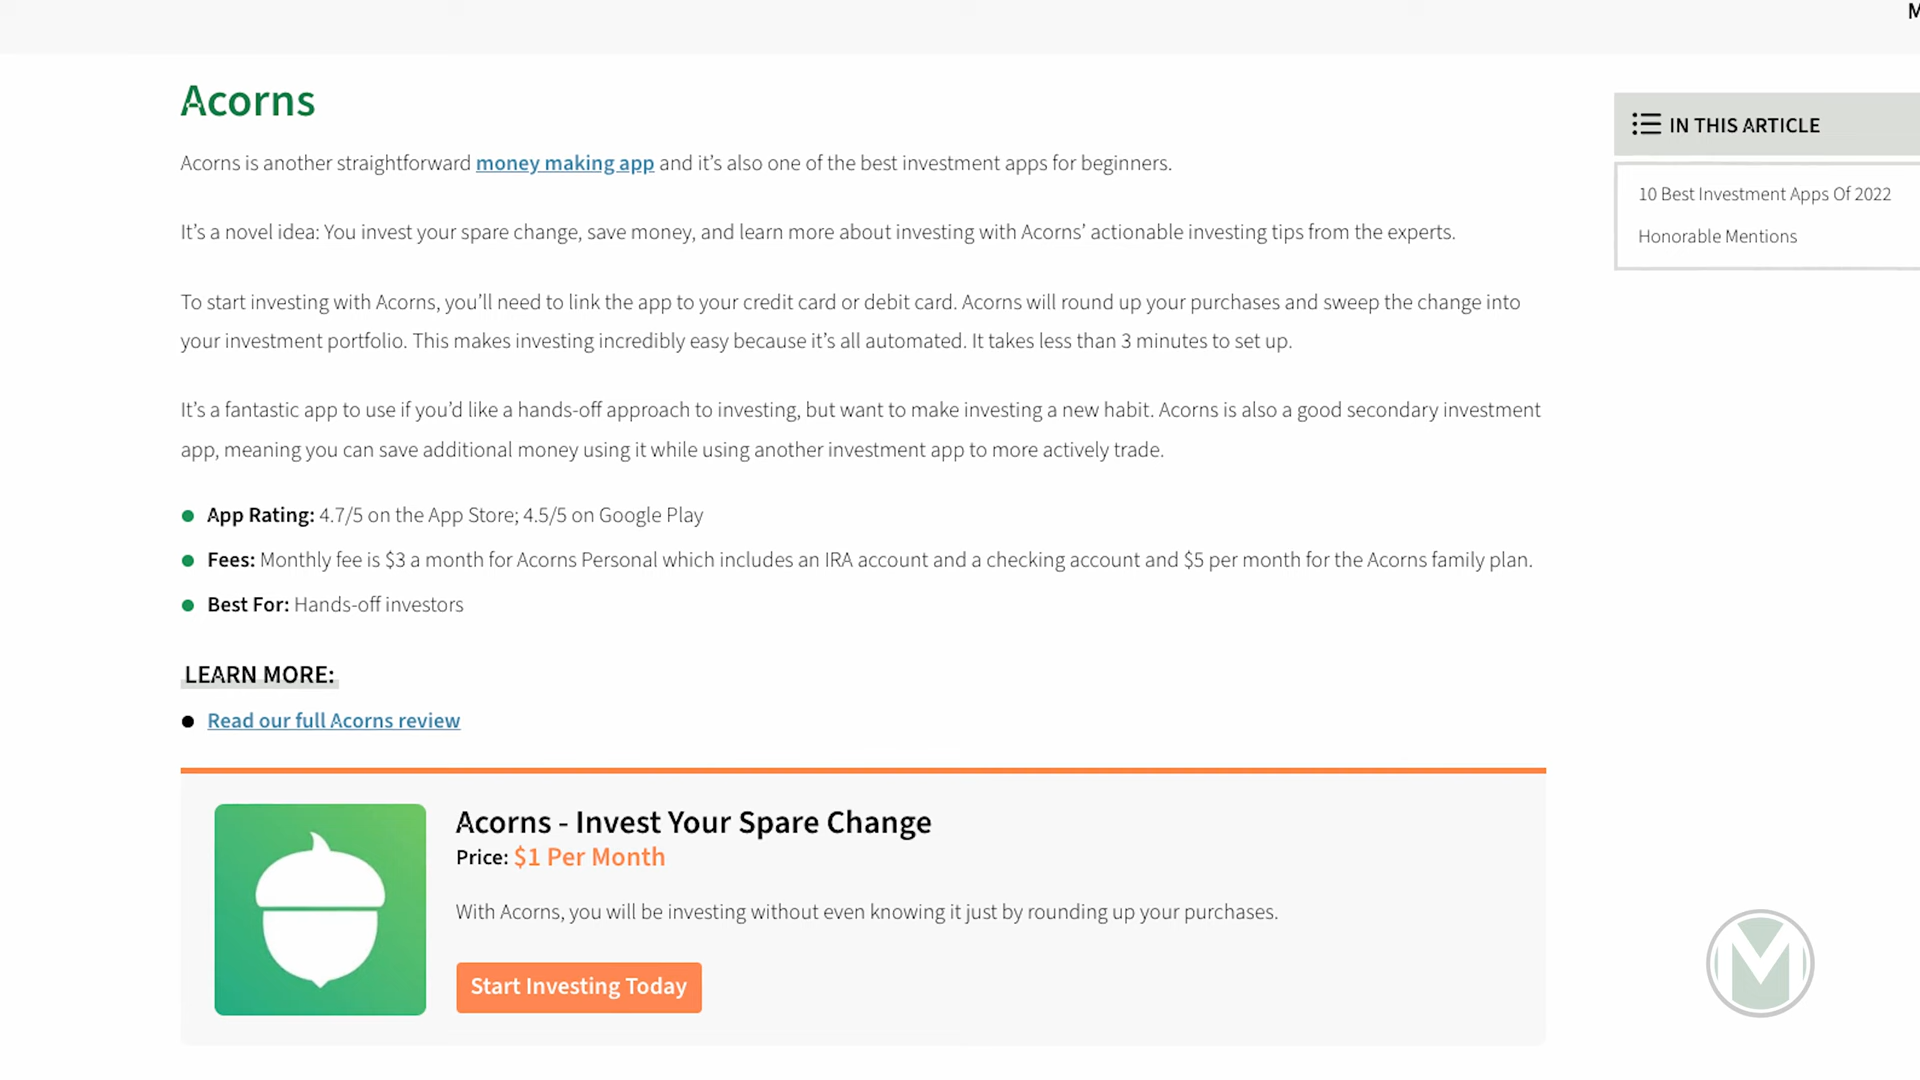 M
Acorns
Acorns is another straightforward money making app and it’s also one of the best investment apps for beginners.
It’s a novel idea: You invest your spare change, save money, and learn more about investing with Acorns’ actionable investing tips from the experts.
To start investing with Acorns, you’ll need to link the app to your credit card or debit card. Acorns will round up your purchases and sweep the change into
your investment portfolio. This makes investing incredibly easy because it’s all automated. It takes less than 3 minutes to set up.
It’s a fantastic app to use if you’d like a hands-off approach to investing, but want to make investing a new habit. Acorns is also a good secondary investment
app, meaning you can save additional money using it while using another investment app to more actively trade.
App Rating: 4.7/5 on the App Store; 4.5/5 on Google Play
Fees: Monthly fee is $3 a month for Acorns Personal which includes an IRA account and a checking account and $5 per month for the Acorns family plan.
Best For: Hands-off investors
LEARN MORE:
Read our full Acorns review
Acorns - Invest Your Spare Change
Price: $1 Per Month
With Acorns, you will be investing without even knowing it just by rounding up your purchases.
Start Investing Today
IN THIS ARTICLE
10 Best Investment Apps Of 2022
Honorable Mentions
M